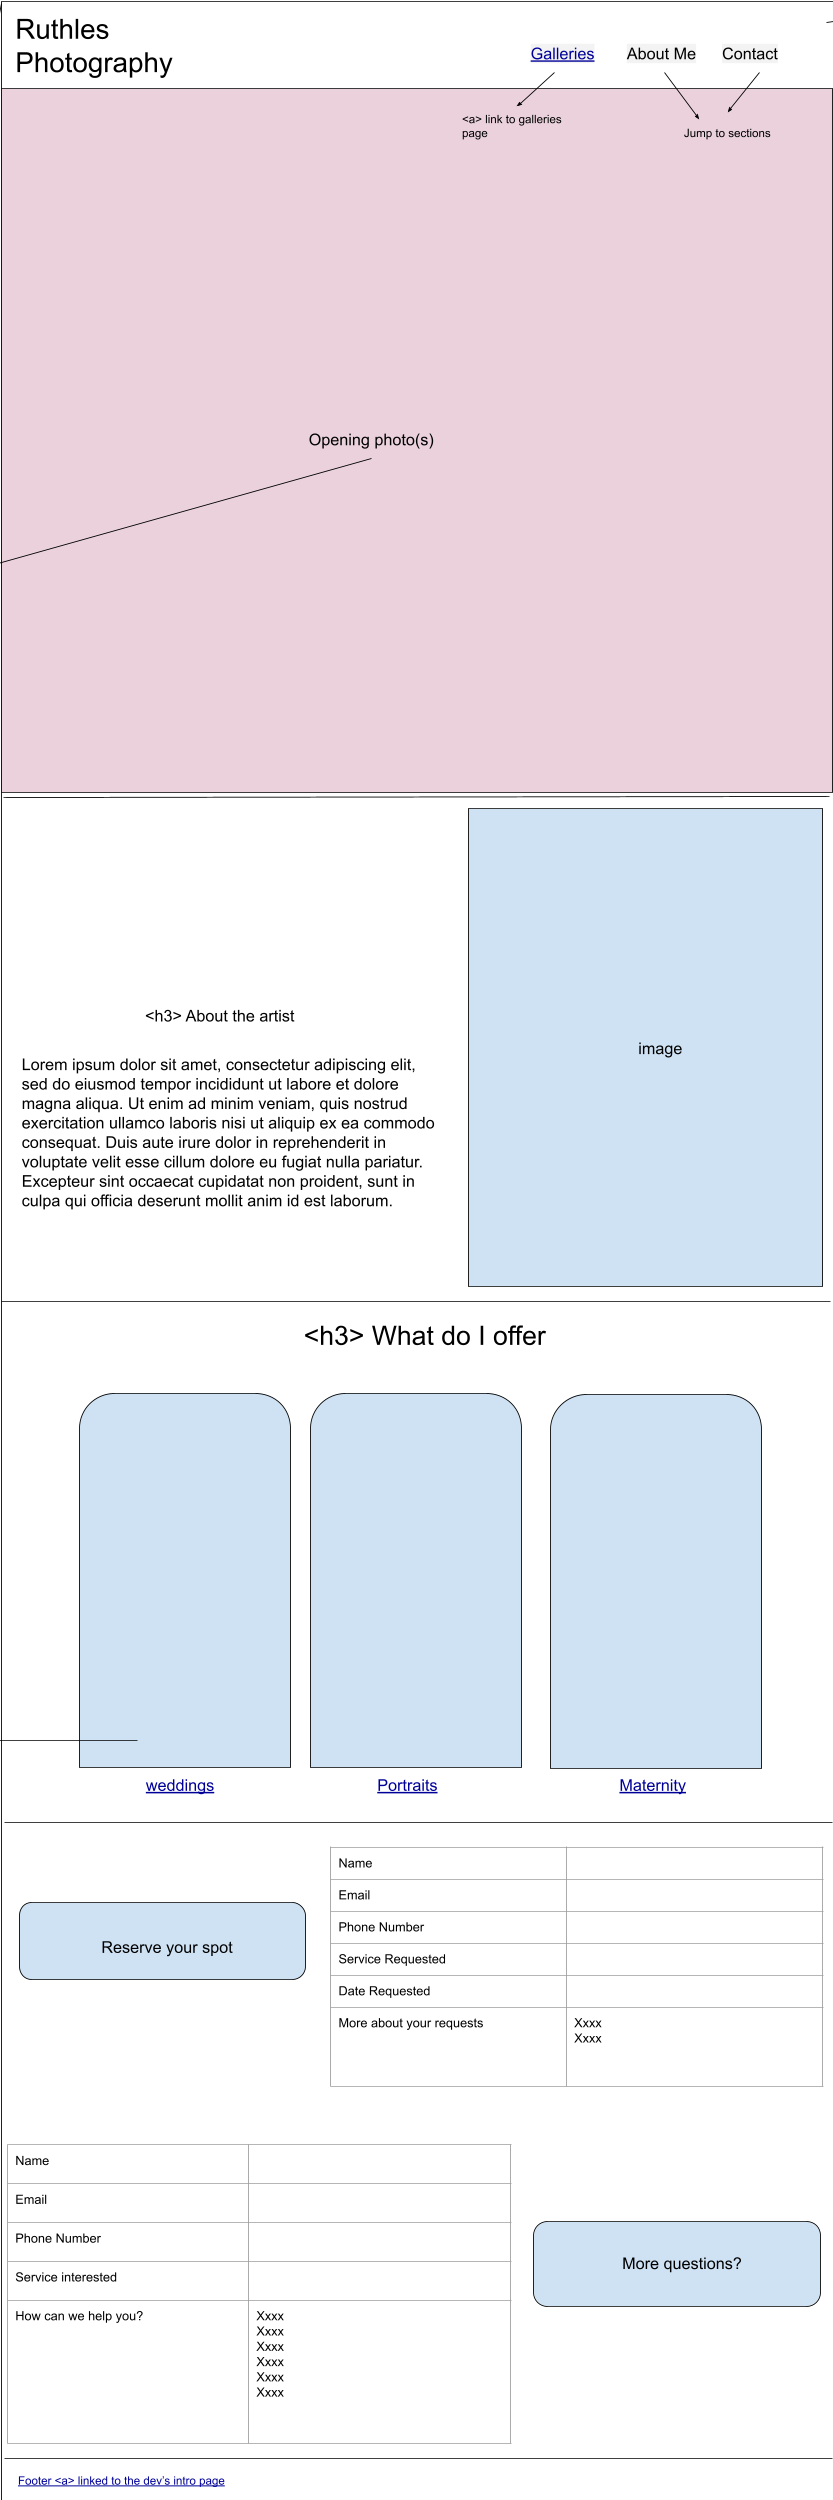 Ruthles
Photography
Galleries
About Me
Contact
<a> link to galleries
page
Jump to sections
Opening photo(s)
image
<h3> About the artist
Lorem ipsum dolor sit amet, consectetur adipiscing elit,
sed do eiusmod tempor incididunt ut labore et dolore
magna aliqua. Ut enim ad minim veniam, quis nostrud
exercitation ullamco laboris nisi ut aliquip ex ea commodo
consequat. Duis aute irure dolor in reprehenderit in
voluptate velit esse cillum dolore eu fugiat nulla pariatur.
Excepteur sint occaecat cupidatat non proident, sunt in
culpa qui officia deserunt mollit anim id est laborum.
<h3> What do I offer
weddings
Portraits
Maternity
Reserve your spot
Name
Email
Phone Number
Service Requested
Date Requested
More about your requests
Xxxx
Xxxx
Name
Email
Phone Number
Service interested
How can we help you?
Xxxx
Xxxx
Xxxx
Xxxx
Xxxx
Xxxx
More questions?
Footer <a> linked to the dev's intro page